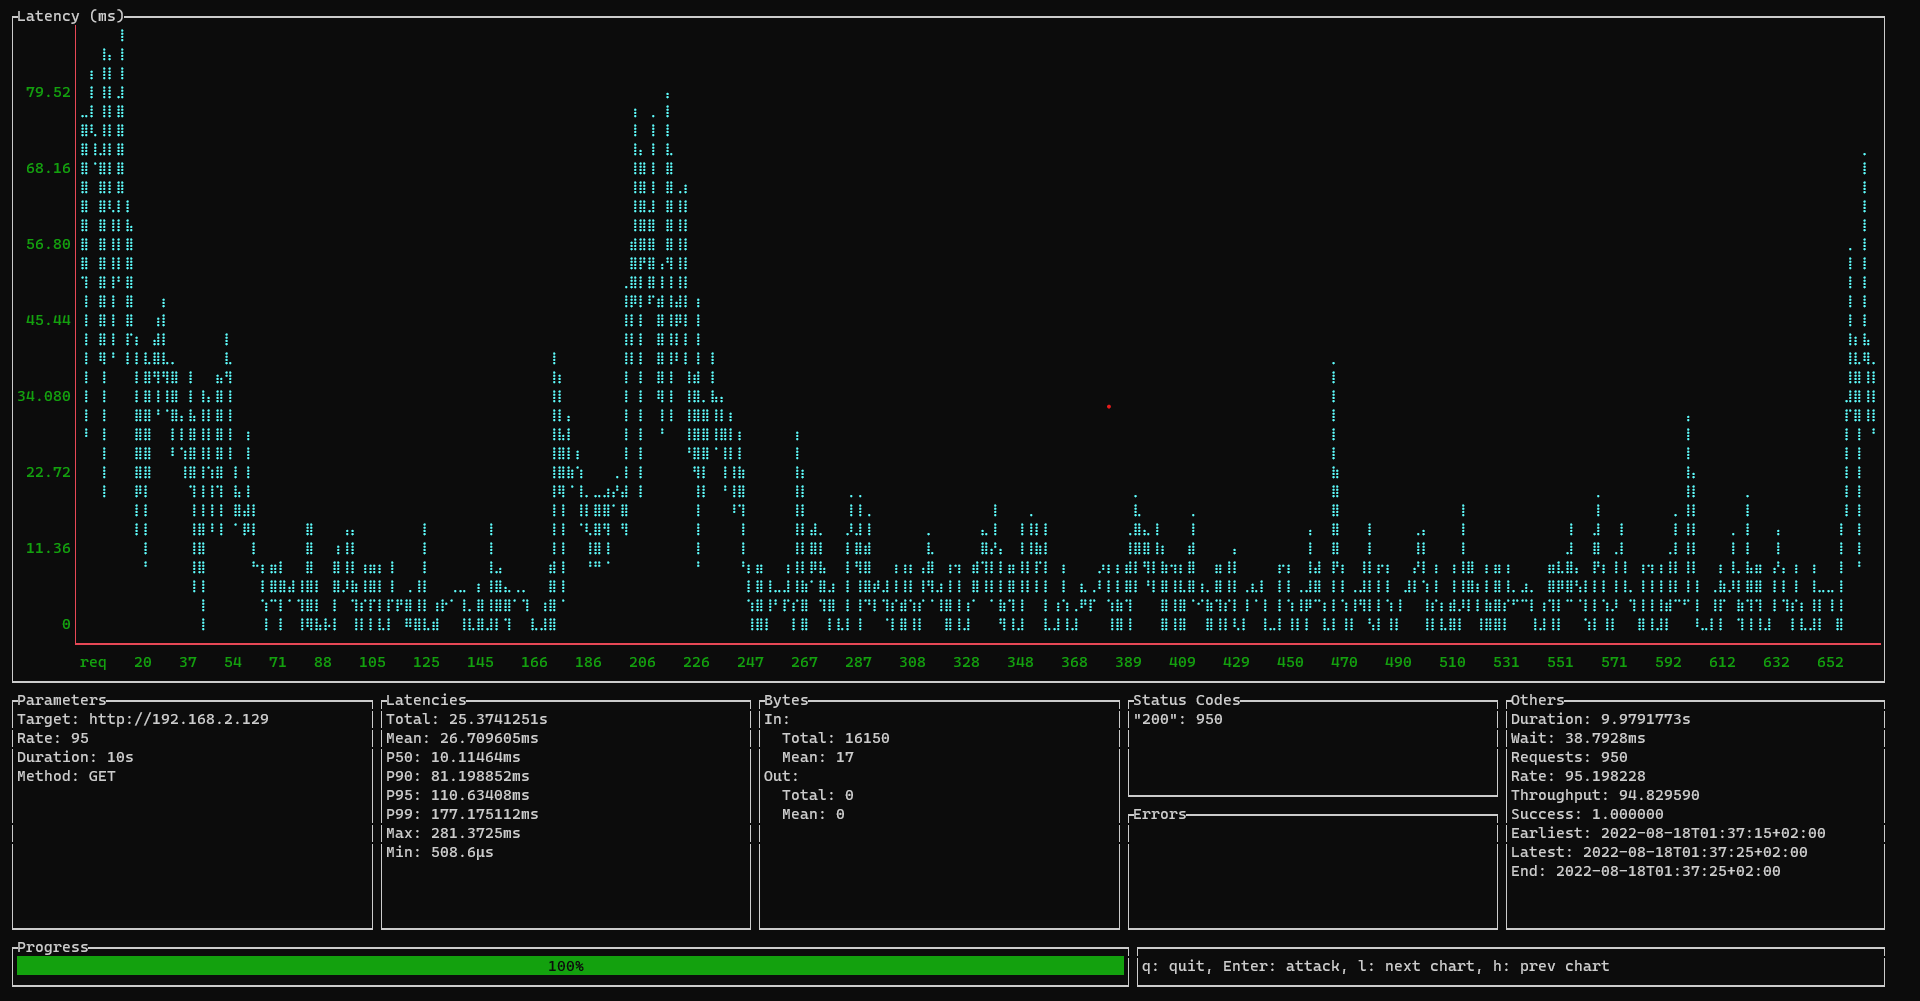 Latency (ms)
79.52
68.16
56.80
45.44
34.080
22.72
11.36
0
req 20 37 54 71 88 105 125 145 166 186 206 226 247 267 287 308 328 348 368 389 409 429 450 470 490 510 531 551 571 592 612 632 652
Parameters
Target: http://192.168.2.129
Rate: 95
Duration: 10s
Method: GET
Latencies
Total: 25.3741251s
Mean: 26.709605ms
P50: 10.11464ms
P90: 81.198852ms
P95: 110.63408ms
P99: 177.175112ms
Max: 281.3725ms
Min: 508.6µs
Bytes
In:
Total: 16150
Mean: 17
Out:
Total: 0
Mean: 0
Status Codes
"200": 950
Errors
Others
Duration: 9.9791773s
Wait: 38.7928ms
Requests: 950
Rate: 95.198228
Throughput: 94.829590
Success: 1.000000
Earliest: 2022-08-18T01:37:15+02:00
Latest: 2022-08-18T01:37:25+02:00
End: 2022-08-18T01:37:25+02:00
Progress
100%
q: quit, Enter: attack, l: next chart, h: prev chart